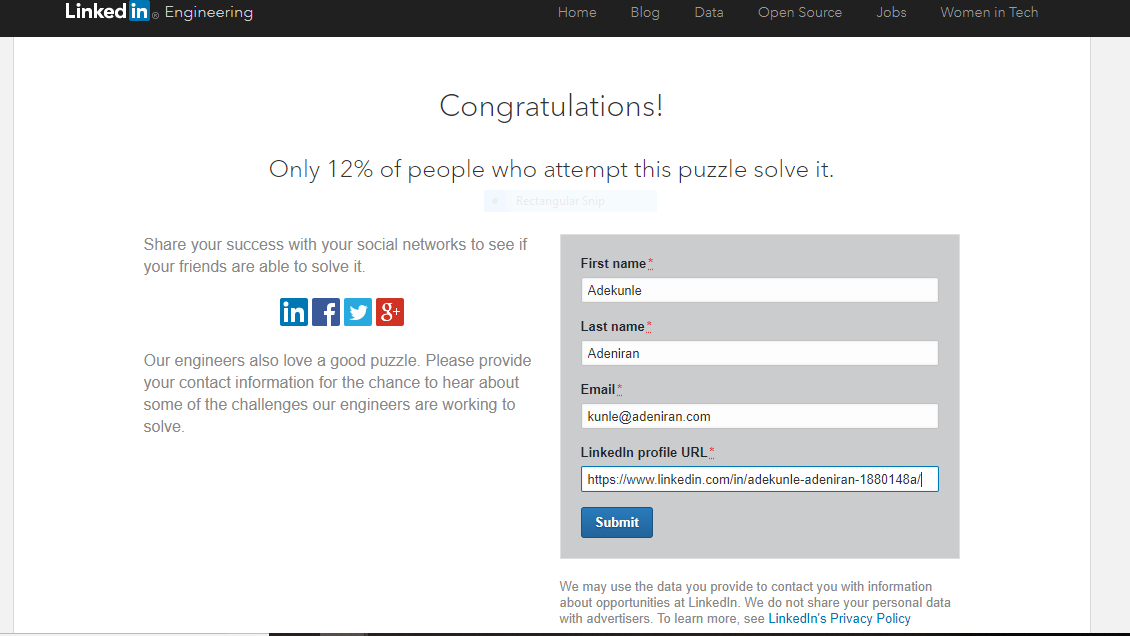 Linked in ® Engineering Home Blog Data Open Source Jobs Women in Tech
Congratulations!
Only 12% of people who attempt this puzzle solve it.
Rectangular Snip
Share your success with your social networks to see if
your friends are able to solve it.
in f g+
Our engineers also love a good puzzle. Please provide
your contact information for the chance to hear about
some of the challenges our engineers are working to
solve.
First name*
Adekunle
Last name*
Adeniran
Email*
kunle@adeniran.com
LinkedIn profile URL*
https://www.linkedin.com/in/adekunle-adeniran-1880148a/
Submit
We may use the data you provide to contact you with information
about opportunities at LinkedIn. We do not share your personal data
with advertisers. To learn more, see LinkedIn's Privacy Policy